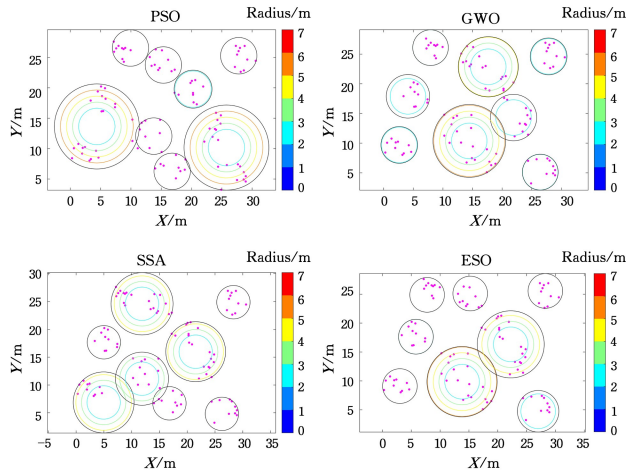 PSO Radius/m GWO Radius/m
7 7
25 6 25 6
20 5 20 5
4 4
Y/m 15 3 Y/m 15 3
10 2 10 2
5 1 5 1
0 0
0 5 10 15 20 25 30 0 5 10 15 20 25 30
X/m X/m
SSA Radius/m ESO Radius/m
30 7 7
25 6 25 6
20 5 20 5
4 4
Y/m 15 3 Y/m 15 3
10 2 10 2
5 1 5 1
0 0
-5 0 5 10 15 20 25 30 35 0 5 10 15 20 25 30 35
X/m X/m